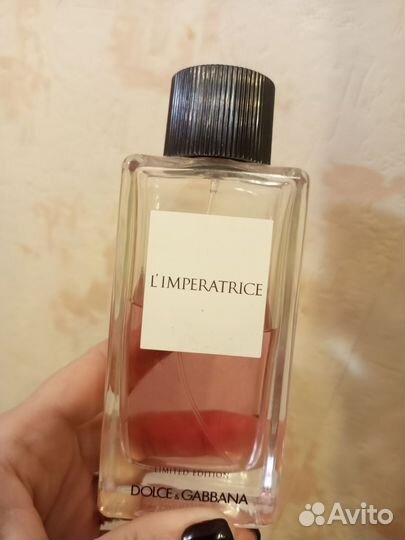 L'IMPERATRICE
LIMITED EDITION
DOLCE & GABBANA
Avito